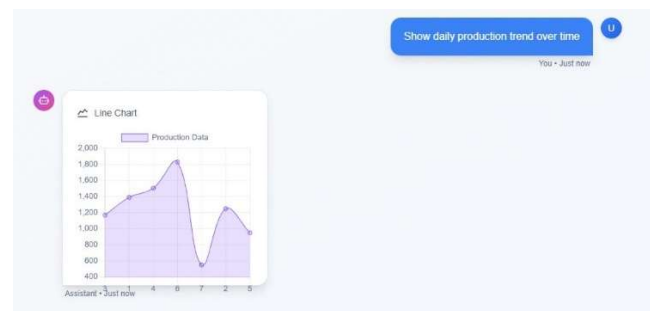 Show daily production trend over time
U
You • Just now
Line Chart
Production Data
2,000
1,800
1,600
1,400
1,200
1,000
800
600
400
3 1 4 6 7 2 5
Assistant • Just now